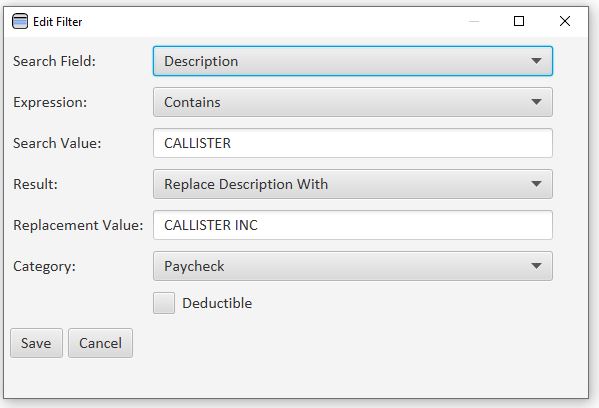 Edit Filter
Search Field: Description
Expression: Contains
Search Value: CALLISTER
Result: Replace Description With
Replacement Value: CALLISTER INC
Category: Paycheck
Deductible
Save Cancel